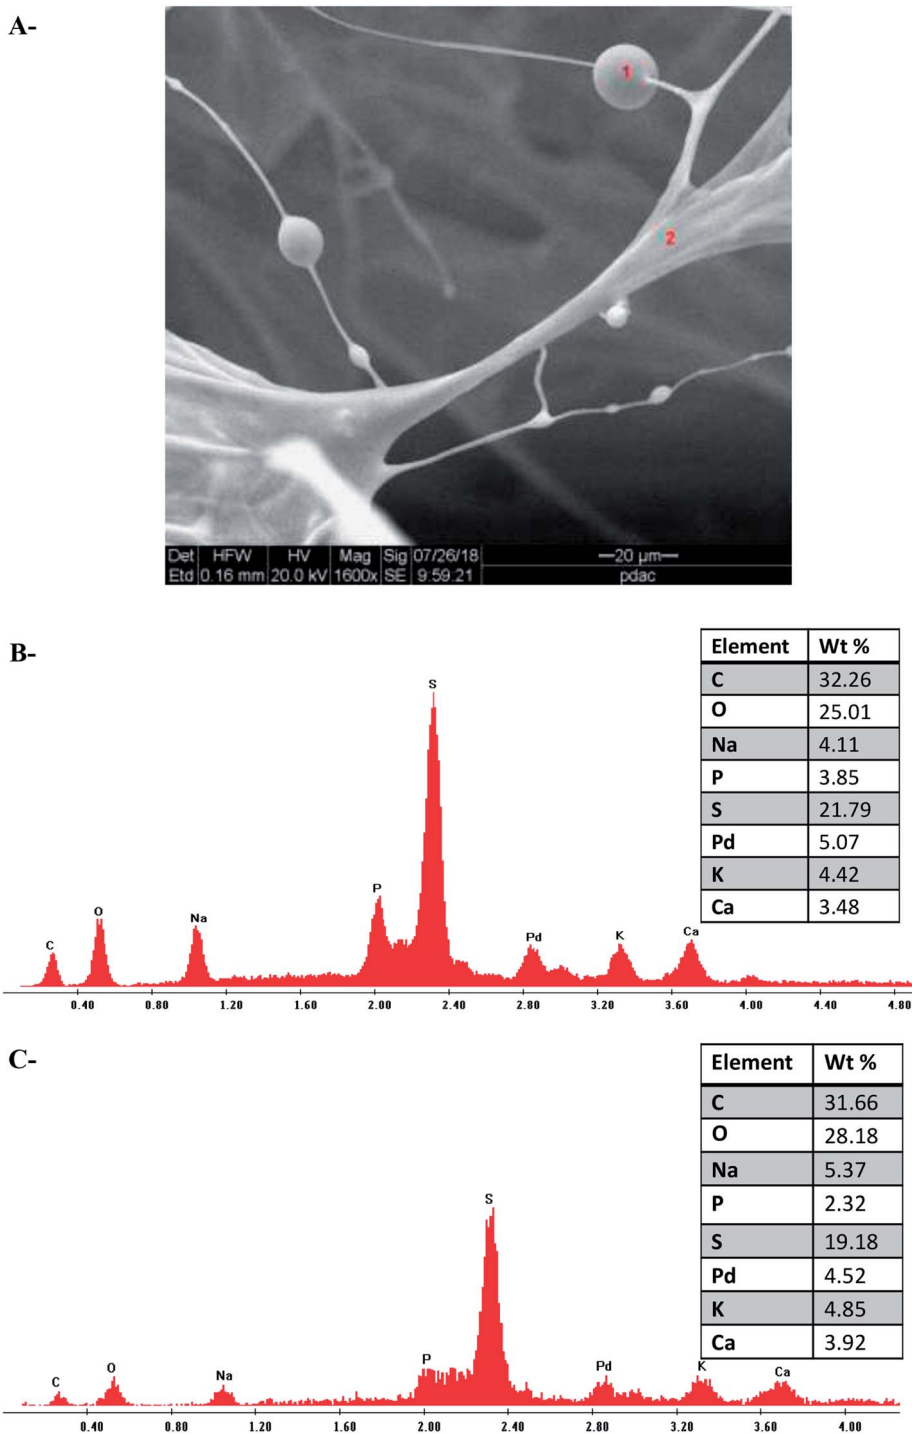 A-
1
2
Det HFW HV Mag Sig 07/26/18 20 µm
Etd 0.16 mm 20.0 kV 1600x SE 9:59.21 pdac
B-
Element Wt %
C 32.26
O 25.01
Na 4.11
P 3.85
S 21.79
Pd 5.07
K 4.42
Ca 3.48
S
P
O
Na
C
Pd
K
Ca
0.40 0.80 1.20 1.60 2.00 2.40 2.80 3.20 3.60 4.00 4.40 4.80
C-
Element Wt %
C 31.66
O 28.18
Na 5.37
P 2.32
S 19.18
Pd 4.52
K 4.85
Ca 3.92
S
C
O
Na
P
Pd
K
Ca
0.40 0.80 1.20 1.60 2.00 2.40 2.80 3.20 3.60 4.00